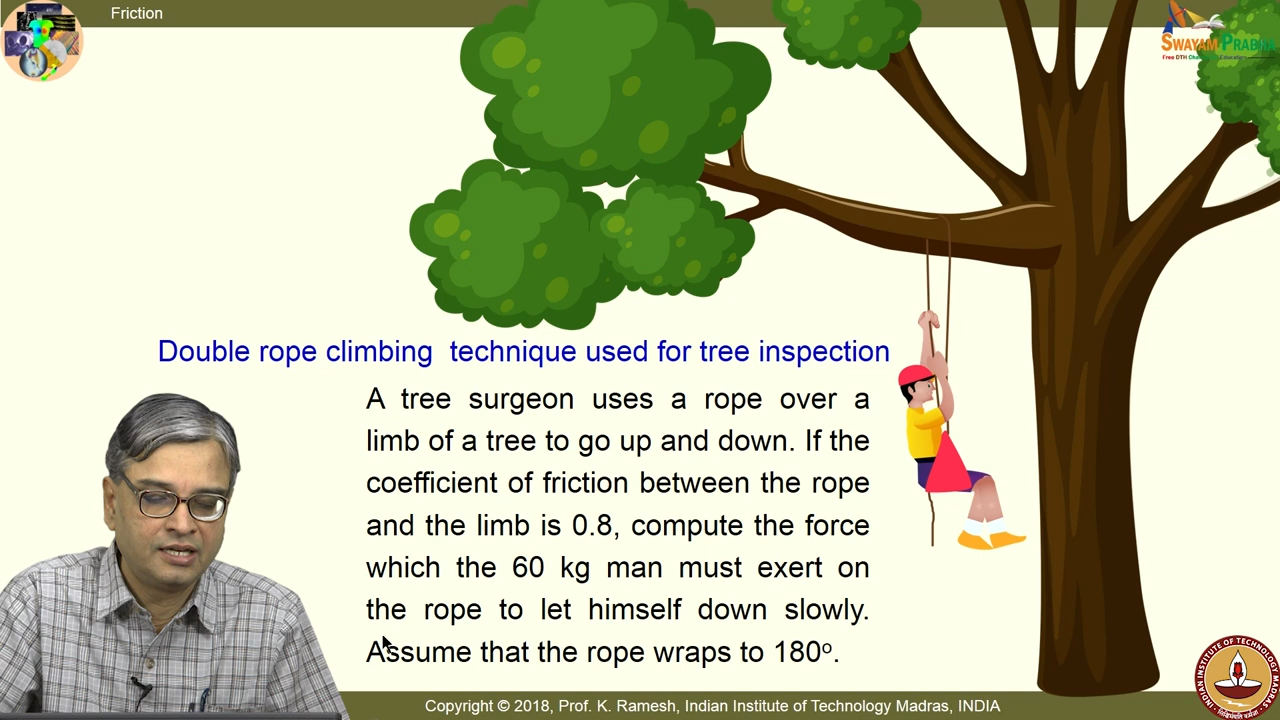 Friction
SWAYAM PRABHA
Double rope climbing technique used for tree inspection
A tree surgeon uses a rope over a
limb of a tree to go up and down. If the
coefficient of friction between the rope
and the limb is 0.8, compute the force
which the 60 kg man must exert on
the rope to let himself down slowly.
Assume that the rope wraps to 180º.
Copyright © 2018, Prof. K. Ramesh, Indian Institute of Technology Madras, INDIA